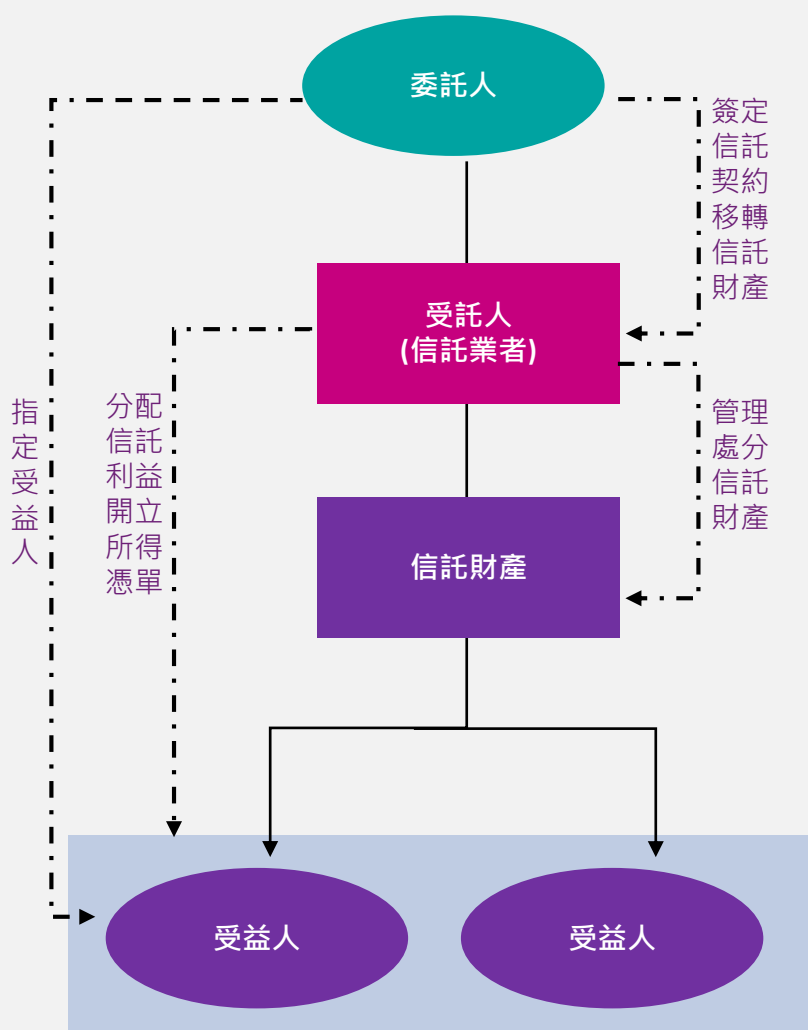 委託人
簽定
信託
契約
移轉
信託
財產
受託人
(信託業者)
指
定
受
益
人
分配
信託
利益
開立
所得
憑單
管理
處分
信託
財產
信託財產
受益人
受益人